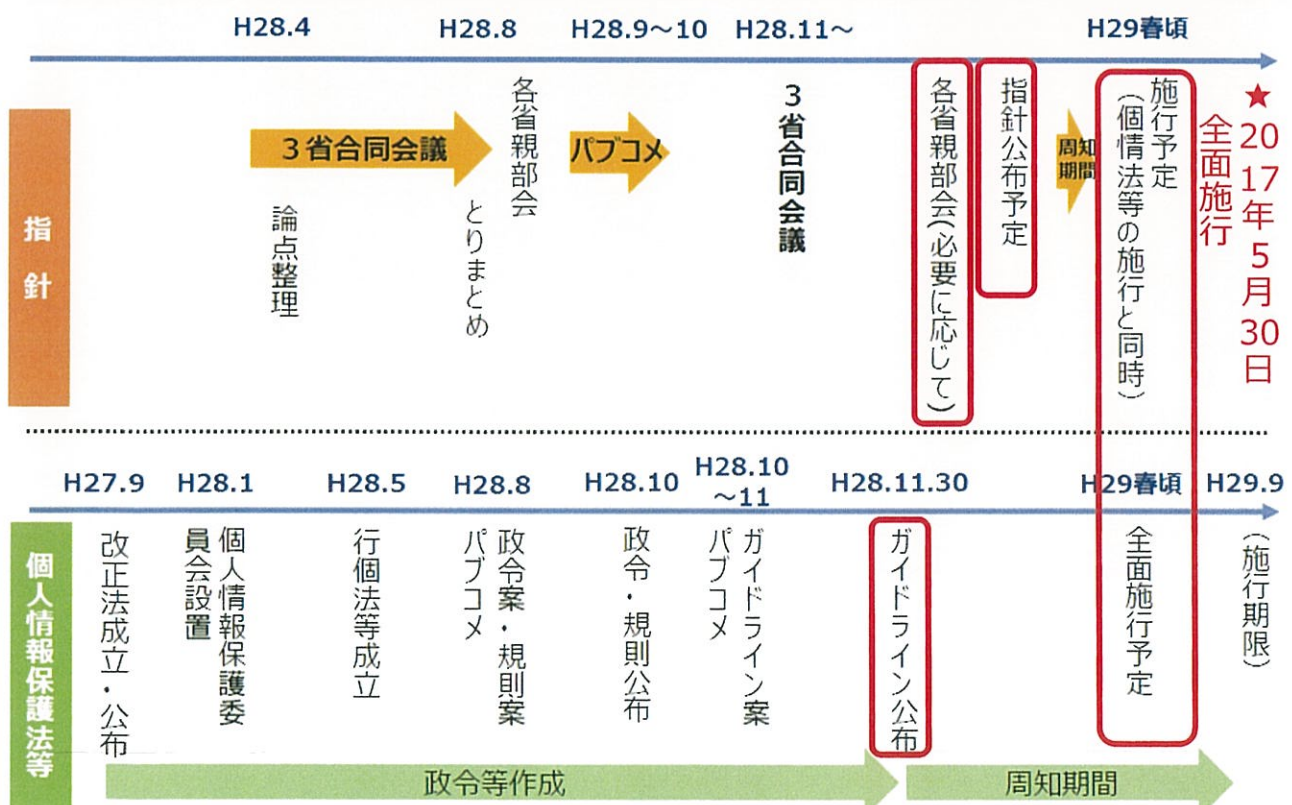 H28.4 H28.8 H28.9～10 H28.11～ H29春頃
指針
3省合同会議
論点整理
各省親部会
とりまとめ
パブコメ
3省合同会議
各省親部会(必要に応じて)
指針公布予定
周知
期間
施行予定
(個情法等の施行と同時)
★2017年5月30日
全面施行
H27.9 H28.1 H28.5 H28.8 H28.10 H28.10
～11 H28.11.30 H29春頃 H29.9
個人情報保護法等
改正法成立・公布
個人情報保護委
員会設置
行個法等成立
政令案・規則案
パブコメ
政令・規則公布
ガイドライン案
パブコメ
ガイドライン公布
全面施行予定
(施行期限)
政令等作成
周知期間